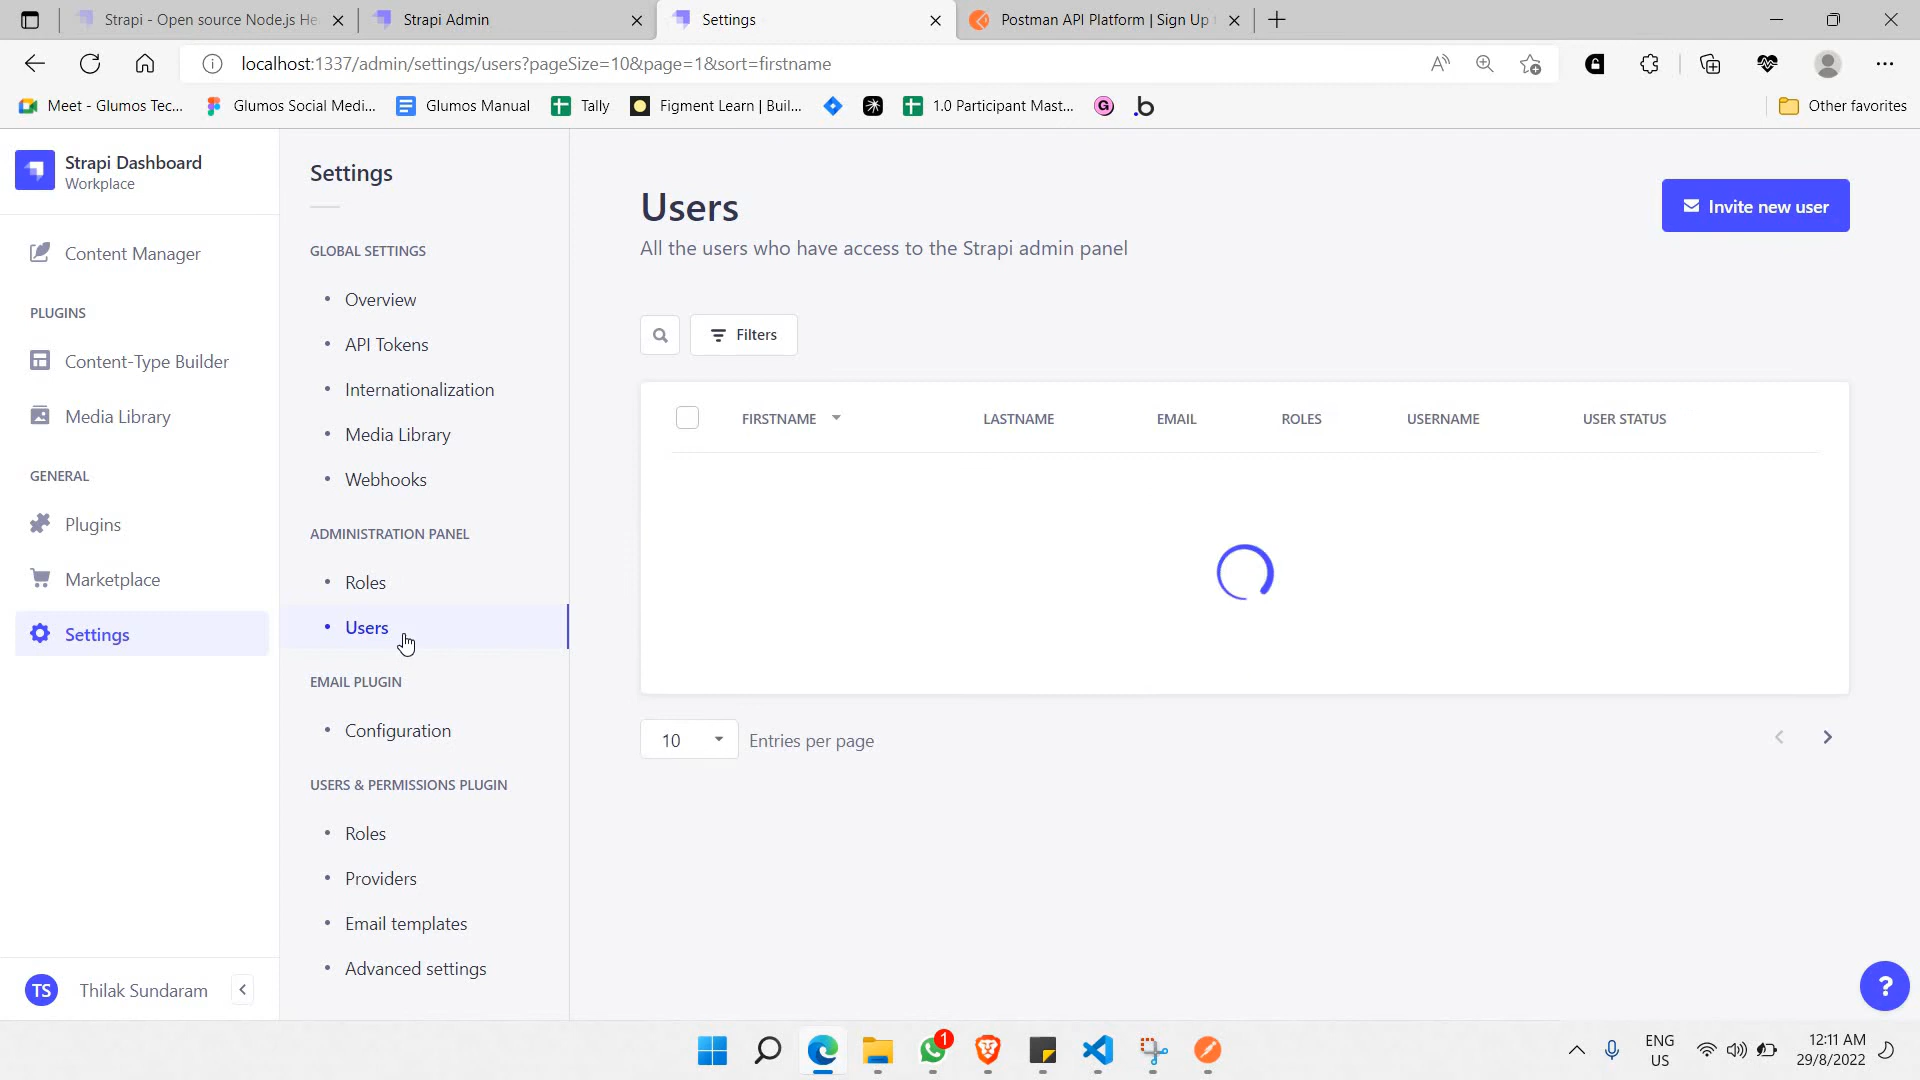 Strapi - Open source Node.js He
Strapi Admin
Settings
Postman API Platform | Sign Up
localhost:1337/admin/settings/users?pageSize=10&page=1&sort=firstname
Meet - Glumos Tec...
Glumos Social Medi...
Glumos Manual
Tally
Figment Learn | Buil...
1.0 Participant Mast...
G
.b
Other favorites
Strapi Dashboard
Workplace
Content Manager
PLUGINS
Content-Type Builder
Media Library
GENERAL
Plugins
Marketplace
Settings
TS
Thilak Sundaram
Settings
GLOBAL SETTINGS
Overview
API Tokens
Internationalization
Media Library
Webhooks
ADMINISTRATION PANEL
Roles
Users
EMAIL PLUGIN
Configuration
USERS & PERMISSIONS PLUGIN
Roles
Providers
Email templates
Advanced settings
Users
All the users who have access to the Strapi admin panel
Invite new user
Filters
FIRSTNAME
LASTNAME
EMAIL
ROLES
USERNAME
USER STATUS
10
Entries per page
?
1
ENG
US
12:11 AM
29/8/2022